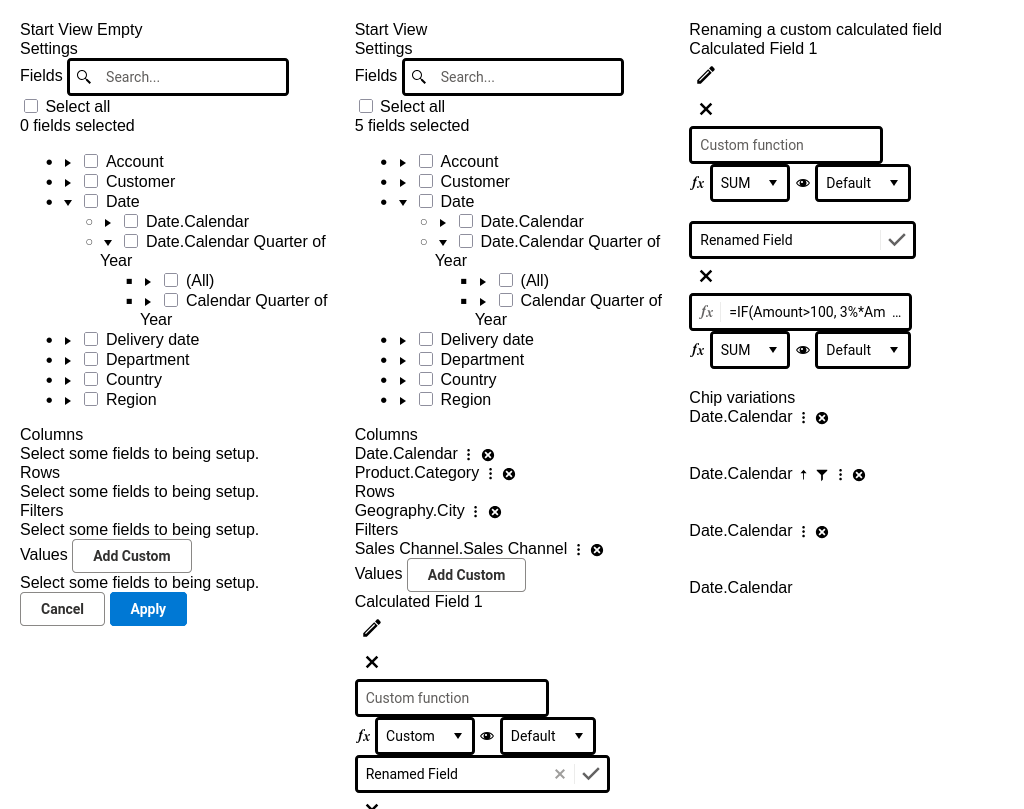 Start View Empty
Settings
Fields Search...
Select all
0 fields selected
Account
Customer
Date
Date.Calendar
Date.Calendar Quarter of
Year
(All)
Calendar Quarter of
Year
Delivery date
Department
Country
Region
Columns
Select some fields to being setup.
Rows
Select some fields to being setup.
Filters
Select some fields to being setup.
Values Add Custom
Select some fields to being setup.
Cancel Apply
Start View
Settings
Fields Search...
Select all
5 fields selected
Account
Customer
Date
Date.Calendar
Date.Calendar Quarter of
Year
(All)
Calendar Quarter of
Year
Delivery date
Department
Country
Region
Columns
Date.Calendar
Product.Category
Rows
Geography.City
Filters
Sales Channel.Sales Channel
Values Add Custom
Calculated Field 1
Custom function
fx Custom Default
Renamed Field
Renaming a custom calculated field
Calculated Field 1
Custom function
fx SUM Default
Renamed Field
fx =IF(Amount>100, 3%*Am ...
fx SUM Default
Chip variations
Date.Calendar
Date.Calendar
Date.Calendar
Date.Calendar